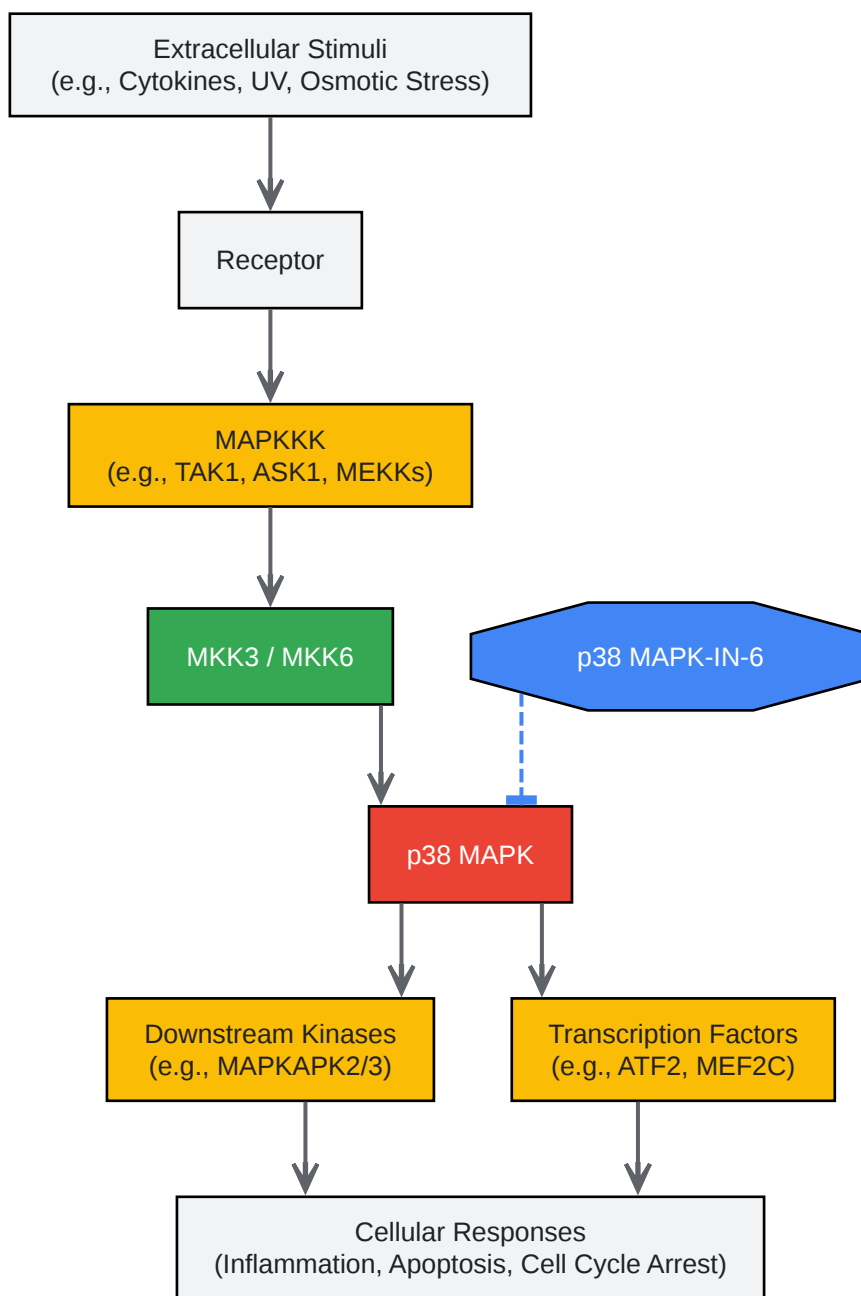 Extracellular Stimuli
(e.g., Cytokines, UV, Osmotic Stress)
Receptor
MAPKKK
(e.g., TAK1, ASK1, MEKKs)
MKK3 / MKK6
p38 MAPK-IN-6
p38 MAPK
Downstream Kinases
(e.g., MAPKAPK2/3)
Transcription Factors
(e.g., ATF2, MEF2C)
Cellular Responses
(Inflammation, Apoptosis, Cell Cycle Arrest)